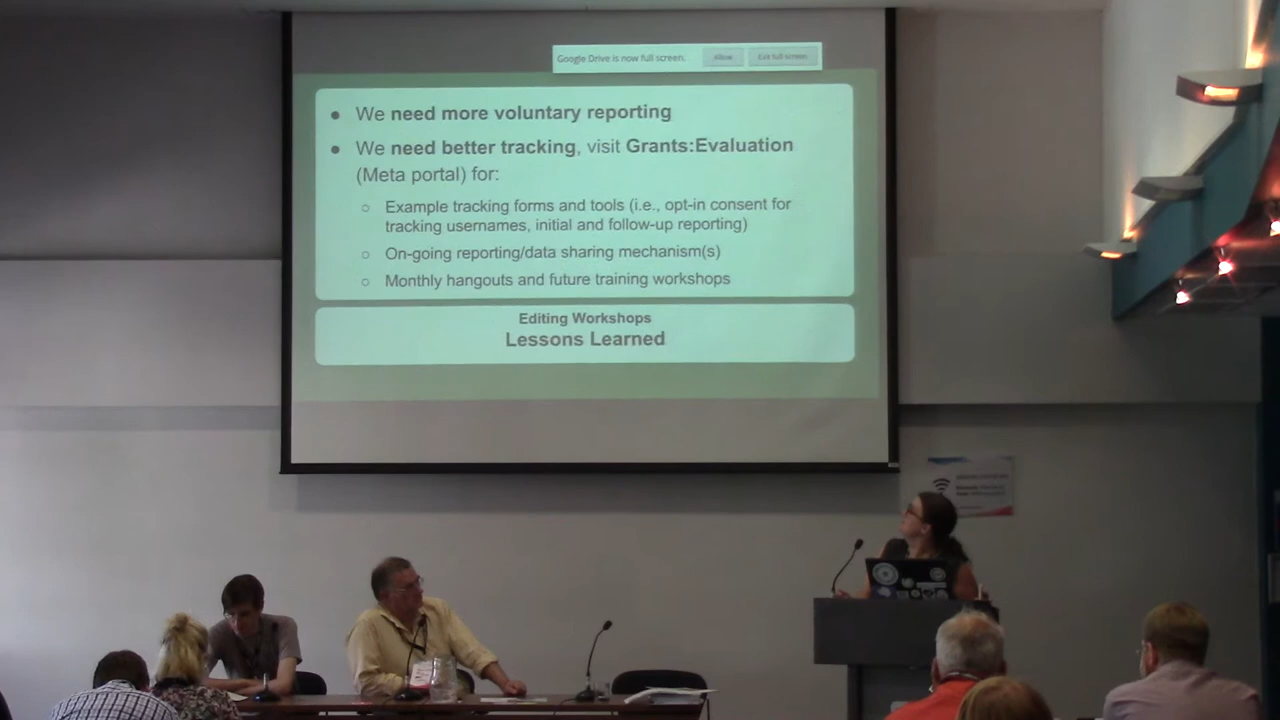 Google Drive is now full screen. Allow Exit full screen
● We need more voluntary reporting
● We need better tracking, visit Grants:Evaluation
(Meta portal) for:
○ Example tracking forms and tools (i.e., opt-in consent for
tracking usernames, initial and follow-up reporting)
○ On-going reporting/data sharing mechanism(s)
○ Monthly hangouts and future training workshops
Editing Workshops
Lessons Learned